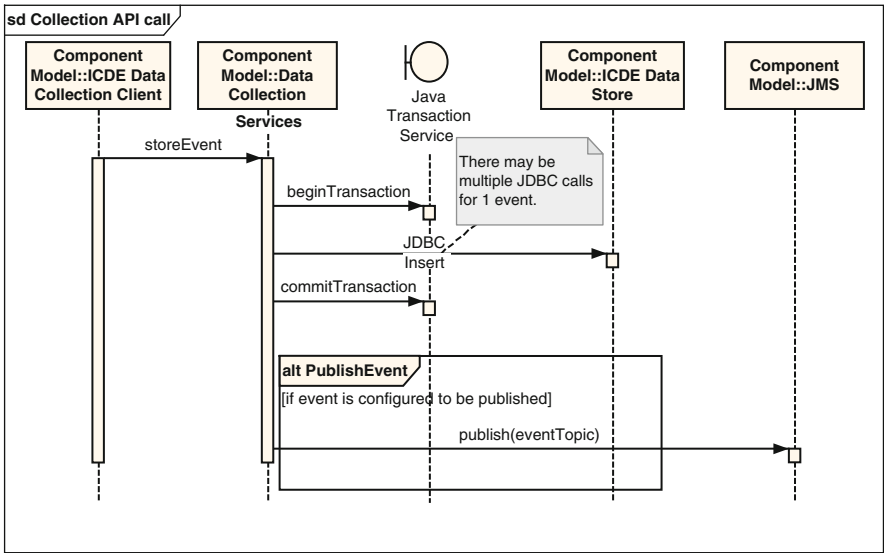 sd Collection API call
Component
Model::ICDE Data
Collection Client
Component
Model::Data
Collection
Services
Java
Transaction
Service
Component
Model::ICDE Data
Store
Component
Model::JMS
storeEvent
There may be
multiple JDBC calls
for 1 event.
beginTransaction
JDBC
Insert
commitTransaction
alt PublishEvent
[if event is configured to be published]
publish(eventTopic)